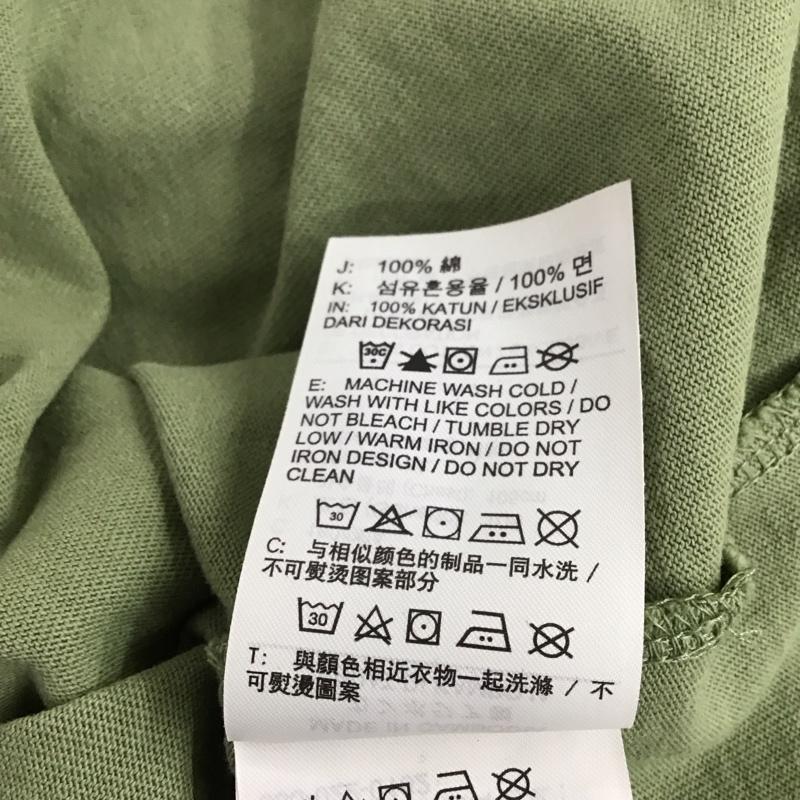 J: 100% 綿
K: 섬유혼용율 / 100% 면
IN: 100% KATUN / EKSKLUSIF
DARI DEKORASI
30C
E: MACHINE WASH COLD /
WASH WITH LIKE COLORS / DO
NOT BLEACH / TUMBLE DRY
LOW / WARM IRON / DO NOT
IRON DESIGN / DO NOT DRY
CLEAN
30
C: 与相似颜色的制品一同水洗 /
不可熨烫图案部分
30
T: 與顏色相近衣物一起洗滌 / 不
可熨燙圖案